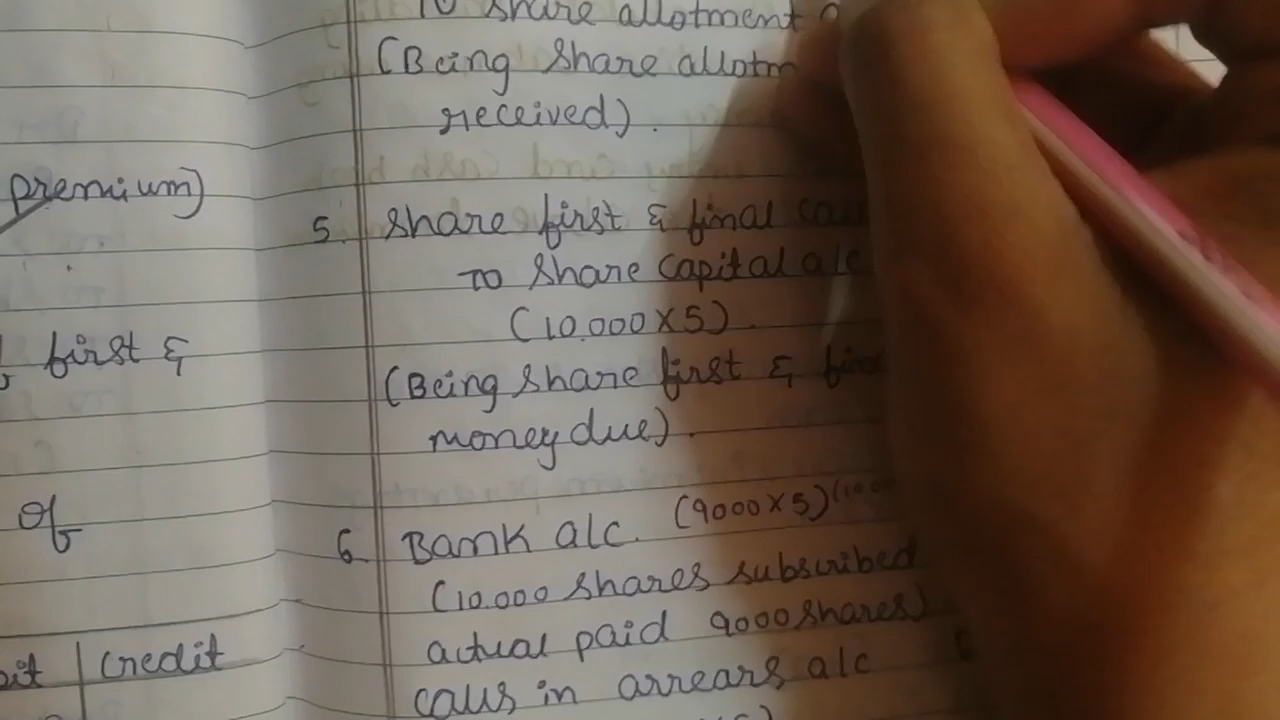 premium)
first &
of
Credit
To share allotment
(Being share allotm
received).
5. share first & final
To share capital a/c
(10.000 X 5)
(Being share first &
money due).
6. Bank a/c. (9000 X 5)
(10.000 shares subscribed
actual paid 9000 shares)
calls in arrears a/c